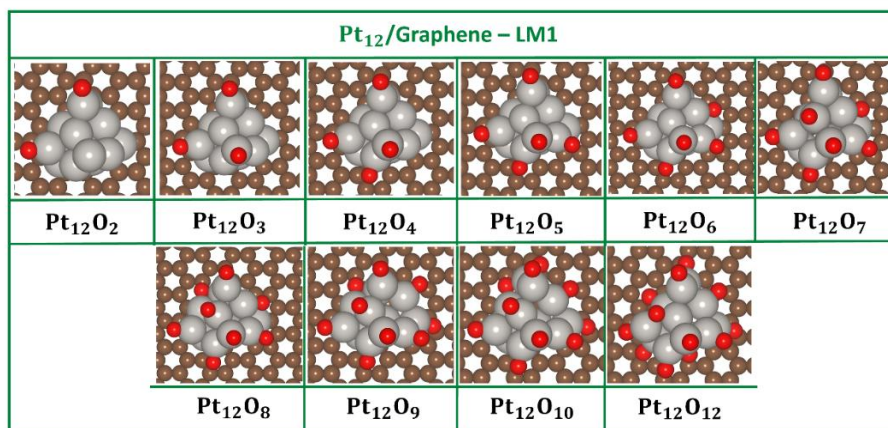 Pt₁₂/Graphene – LM1
Pt₁₂O₂ Pt₁₂O₃ Pt₁₂O₄ Pt₁₂O₅ Pt₁₂O₆ Pt₁₂O₇
Pt₁₂O₈ Pt₁₂O₉ Pt₁₂O₁₀ Pt₁₂O₁₂